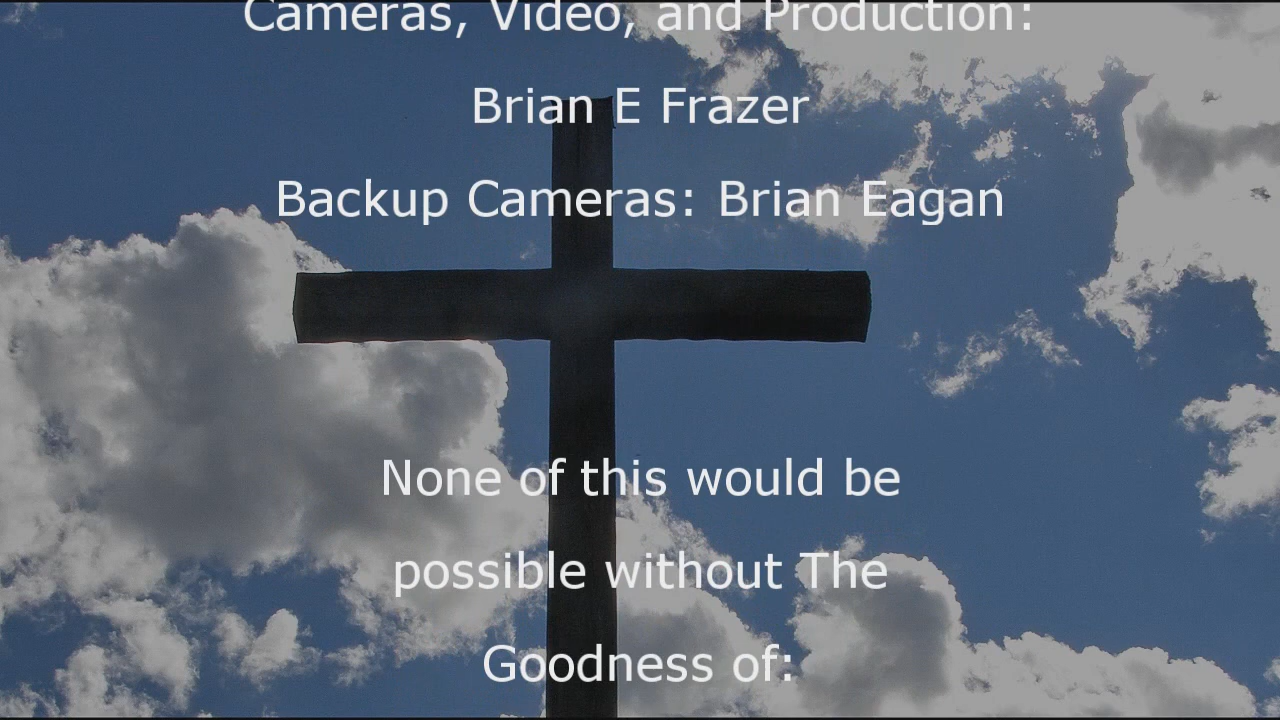 Cameras, Video, and Production:
Brian E Frazer
Backup Cameras: Brian Eagan
None of this would be
possible without The
Goodness of: